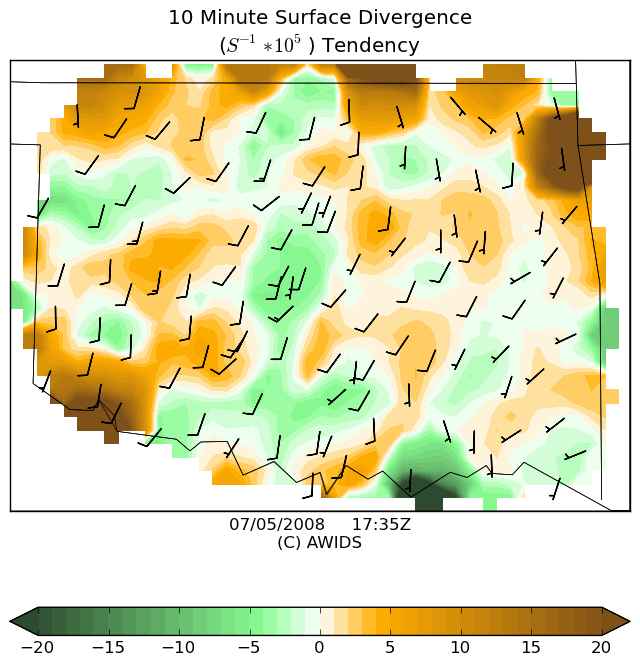 10 Minute Surface Divergence
(S⁻¹ *10⁵ ) Tendency
07/05/2008 17:35Z
(C) AWIDS
−20 −15 −10 −5 0 5 10 15 20